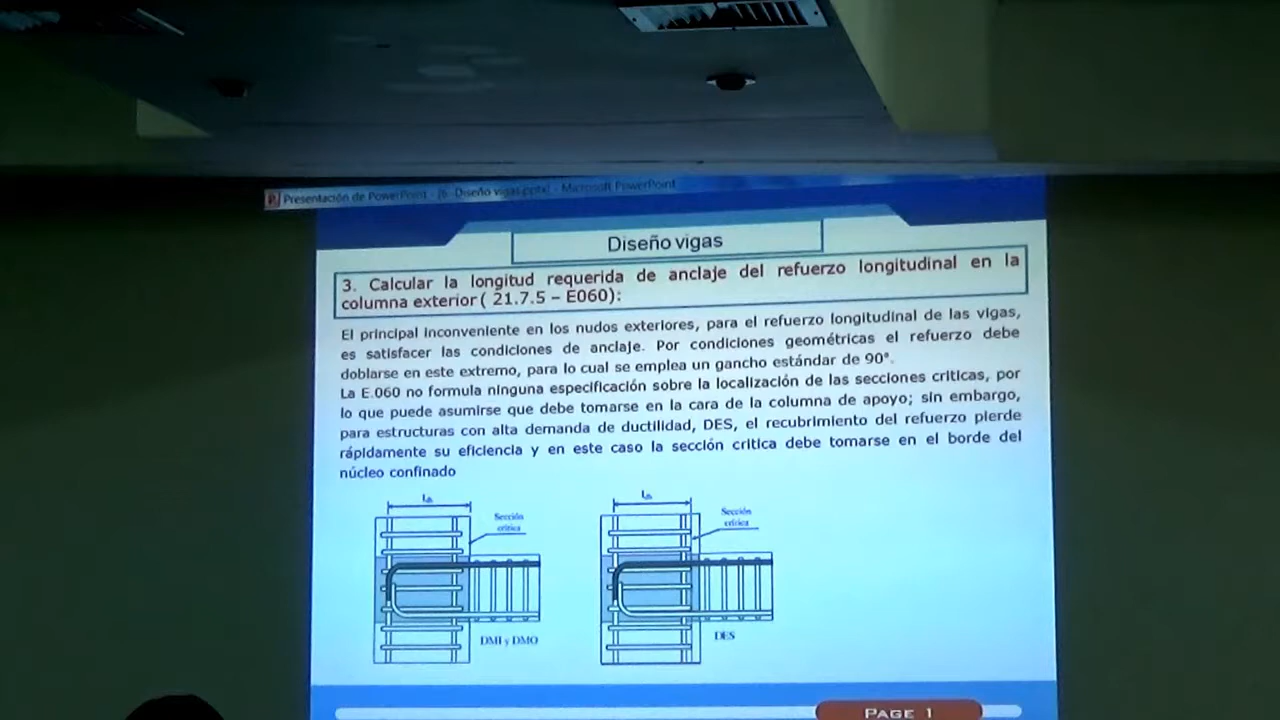 Presentación de PowerPoint - [6. Diseño vigas.pptx] - Microsoft PowerPoint
Diseño vigas
3. Calcular la longitud requerida de anclaje del refuerzo longitudinal en la
columna exterior ( 21.7.5 – E060):
El principal inconveniente en los nudos exteriores, para el refuerzo longitudinal de las vigas,
es satisfacer las condiciones de anclaje. Por condiciones geométricas el refuerzo debe
doblarse en este extremo, para lo cual se emplea un gancho estándar de 90°.
La E.060 no formula ninguna especificación sobre la localización de las secciones criticas, por
lo que puede asumirse que debe tomarse en la cara de la columna de apoyo; sin embargo,
para estructuras con alta demanda de ductilidad, DES, el recubrimiento del refuerzo pierde
rápidamente su eficiencia y en este caso la sección critica debe tomarse en el borde del
núcleo confinado
Sección
crítica
DMI y DMO
Sección
crítica
DES
PAGE 1